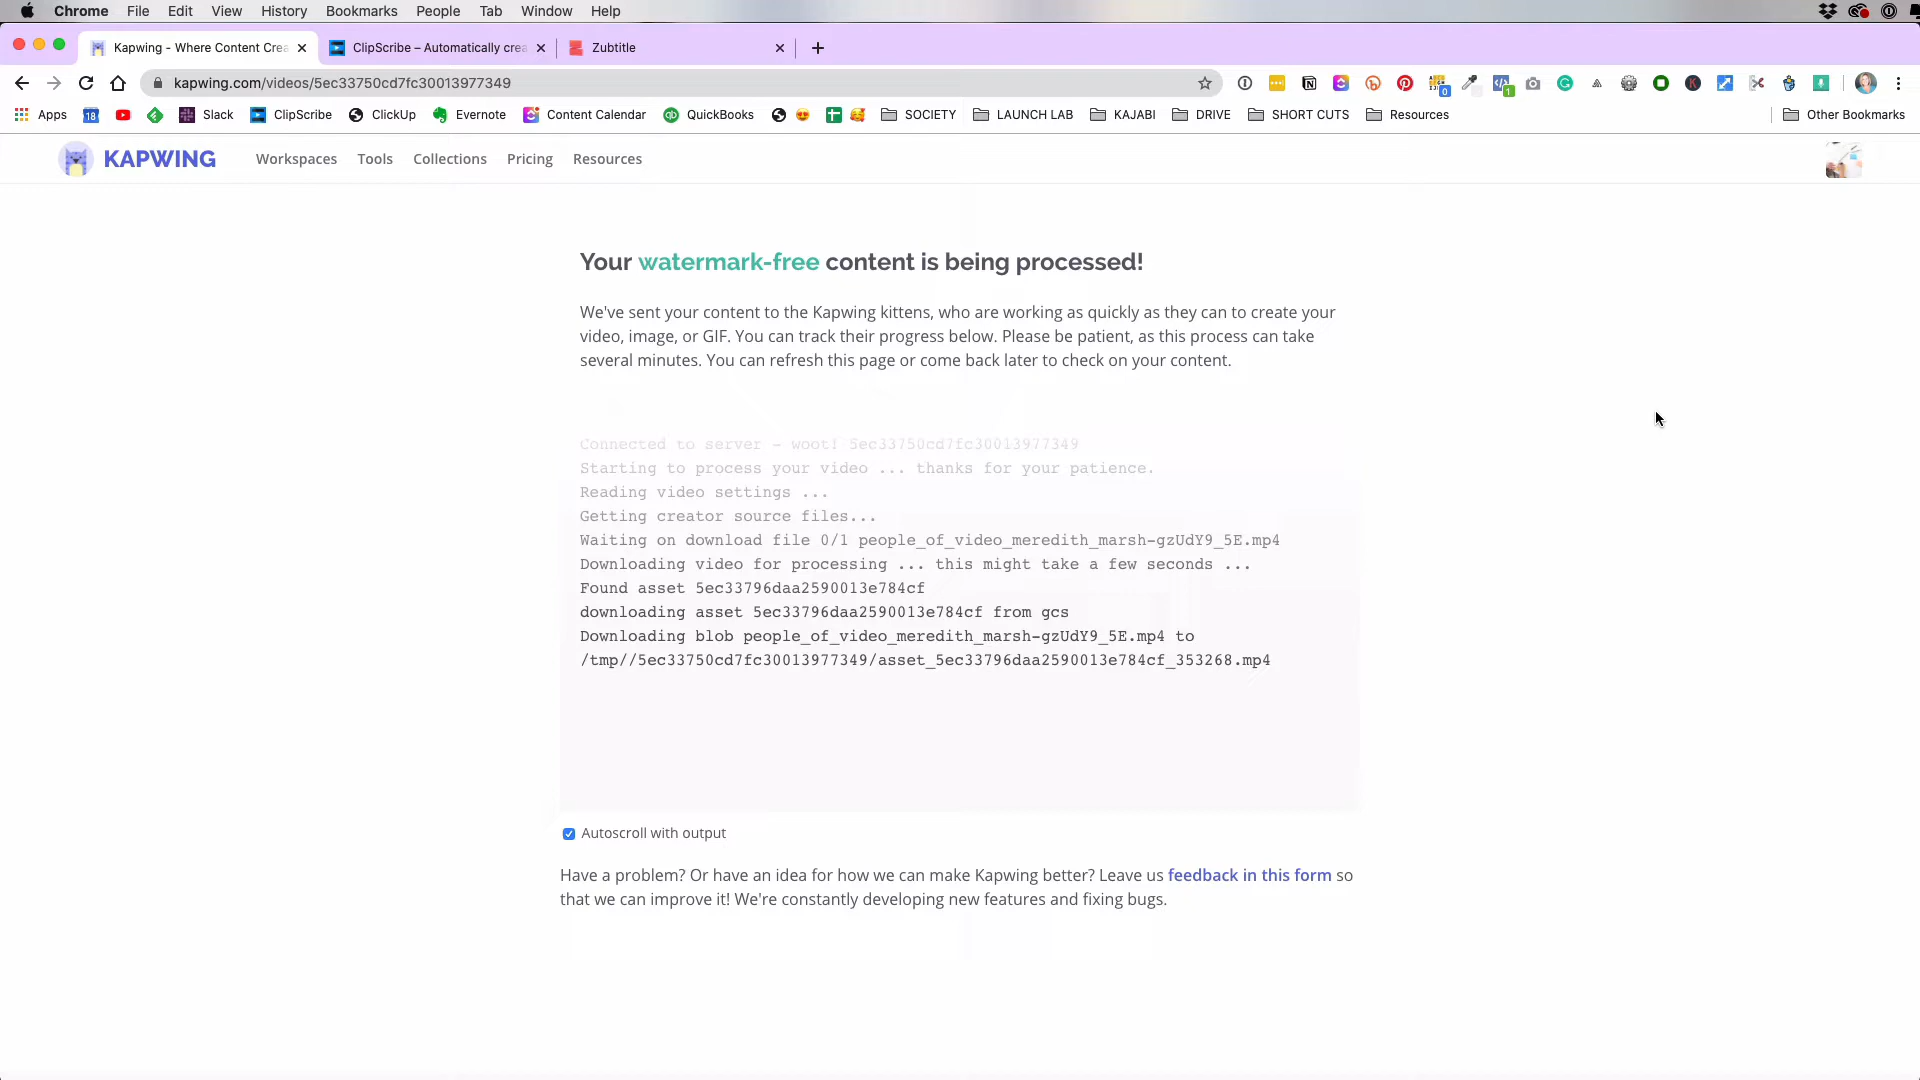 Chrome File Edit View History Bookmarks People Tab Window Help
Kapwing - Where Content Crea
ClipScribe – Automatically crea
Zubtitle
kapwing.com/videos/5ec33750cd7fc30013977349
Apps
18
Slack
ClipScribe
ClickUp
Evernote
Content Calendar
QuickBooks
SOCIETY
LAUNCH LAB
KAJABI
DRIVE
SHORT CUTS
Resources
Other Bookmarks
KAPWING
Workspaces Tools Collections Pricing Resources
Your watermark-free content is being processed!
We've sent your content to the Kapwing kittens, who are working as quickly as they can to create your
video, image, or GIF. You can track their progress below. Please be patient, as this process can take
several minutes. You can refresh this page or come back later to check on your content.
Connected to server - woot! 5ec33750cd7fc30013977349
Starting to process your video ... thanks for your patience.
Reading video settings ...
Getting creator source files...
Waiting on download file 0/1 people_of_video_meredith_marsh-gzUdY9_5E.mp4
Downloading video for processing ... this might take a few seconds ...
Found asset 5ec33796daa2590013e784cf
downloading asset 5ec33796daa2590013e784cf from gcs
Downloading blob people_of_video_meredith_marsh-gzUdY9_5E.mp4 to
/tmp//5ec33750cd7fc30013977349/asset_5ec33796daa2590013e784cf_353268.mp4
Autoscroll with output
Have a problem? Or have an idea for how we can make Kapwing better? Leave us feedback in this form so
that we can improve it! We're constantly developing new features and fixing bugs.